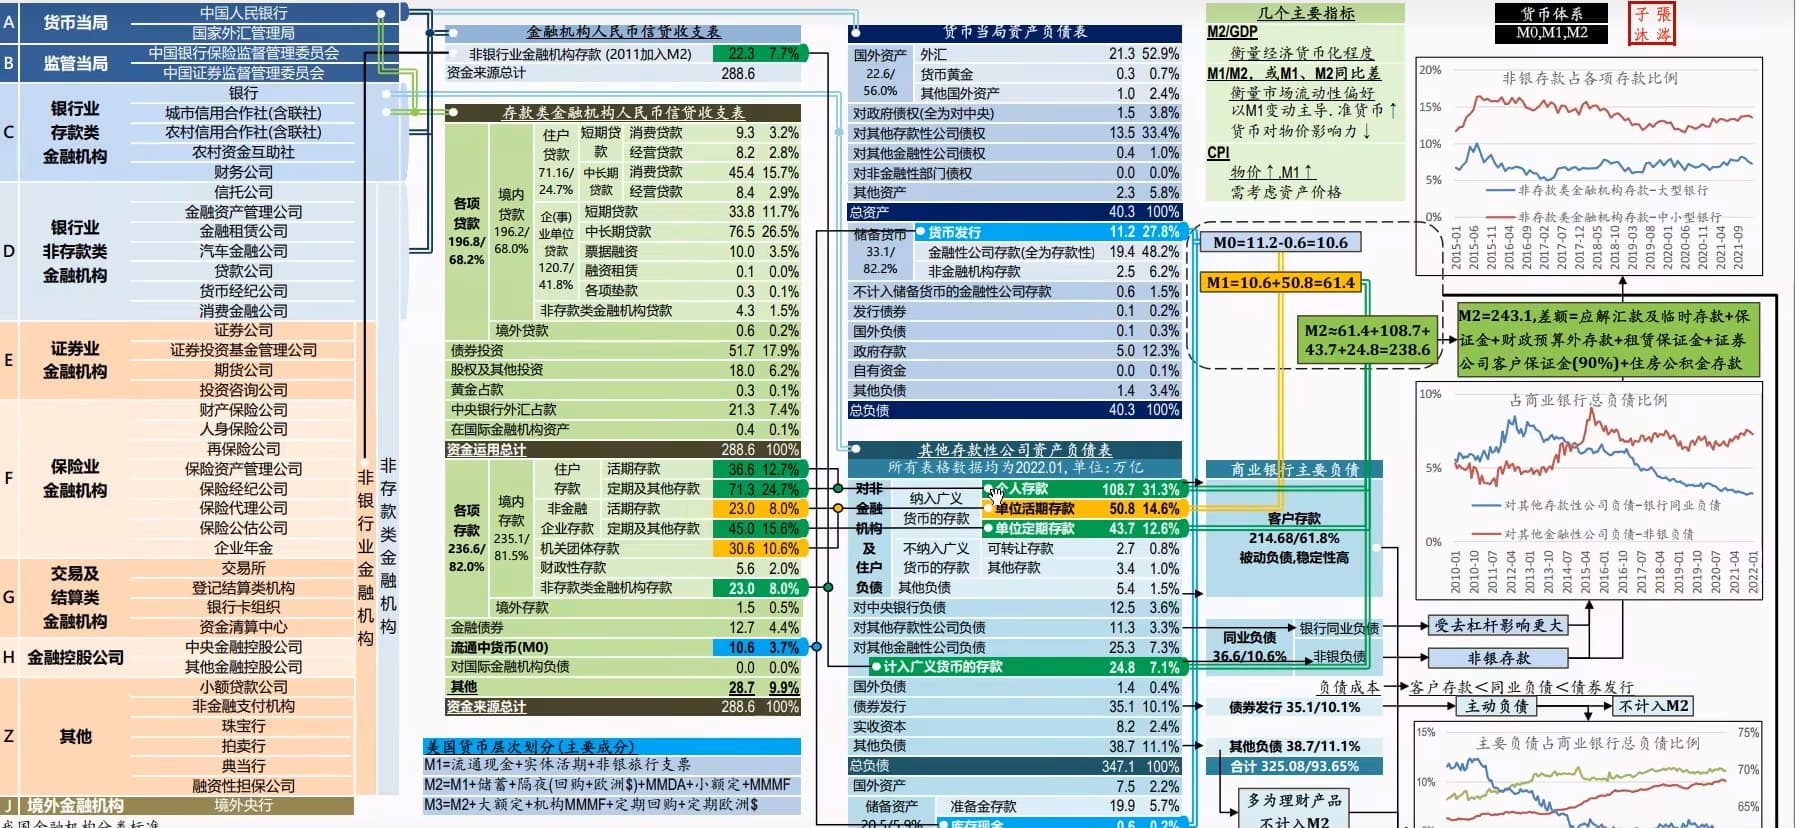 A 货币当局 中国人民银行
国家外汇管理局
B 监管当局 中国银行保险监督管理委员会
中国证券监督管理委员会
C 银行业存款类金融机构 银行
城市信用合作社(含联社)
农村信用合作社(含联社)
农村资金互助社
财务公司
D 银行业非存款类金融机构 信托公司
金融资产管理公司
金融租赁公司
汽车金融公司
贷款公司
货币经纪公司
消费金融公司
E 证券业金融机构 证券公司
证券投资基金管理公司
期货公司
投资咨询公司
F 保险业金融机构 财产保险公司
人身保险公司
再保险公司
保险资产管理公司
保险经纪公司
保险代理公司
保险公估公司
企业年金
G 交易及结算类金融机构 交易所
登记结算类机构
银行卡组织
资金清算中心
H 金融控股公司 中央金融控股公司
其他金融控股公司
Z 其他 小额贷款公司
非金融支付机构
珠宝行
拍卖行
典当行
融资性担保公司
J 境外金融机构 境外央行
我国金融机构分类标准
非银行业金融机构
非存款类金融机构
金融机构人民币信贷收支表
非银行业金融机构存款 (2011加入M2) 22.3 7.7%
资金来源总计 288.6
存款类金融机构人民币信贷收支表
各项贷款 196.8/68.2%
境内贷款 196.2/68.0%
住户贷款 71.16/24.7%
短期贷款 消费贷款 9.3 3.2%
经营贷款 8.2 2.8%
中长期贷款 消费贷款 45.4 15.7%
经营贷款 8.4 2.9%
企(事)业单位贷款 120.7/41.8%
短期贷款 33.8 11.7%
中长期贷款 76.5 26.5%
票据融资 10.0 3.5%
融资租赁 0.1 0.0%
各项垫款 0.3 0.1%
非存款类金融机构贷款 4.3 1.5%
境外贷款 0.6 0.2%
债券投资 51.7 17.9%
股权及其他投资 18.0 6.2%
黄金占款 0.3 0.1%
中央银行外汇占款 21.3 7.4%
在国际金融机构资产 0.4 0.1%
资金运用总计 288.6 100%
各项存款 236.6/82.0%
境内存款 235.1/81.5%
住户存款 活期存款 36.6 12.7%
定期及其他存款 71.3 24.7%
非金融企业存款 活期存款 23.0 8.0%
定期及其他存款 45.0 15.6%
机关团体存款 30.6 10.6%
财政性存款 5.6 2.0%
非存款类金融机构存款 23.0 8.0%
境外存款 1.5 0.5%
金融债券 12.7 4.4%
流通中货币(M0) 10.6 3.7%
对国际金融机构负债 0.0 0.0%
其他 28.7 9.9%
资金来源总计 288.6 100%
美国货币层次划分(主要成分)
M1=流通现金+实体活期+非银旅行支票
M2=M1+储蓄+隔夜(回购+欧洲$)+MMDA+小额定+MMMF
M3=M2+大额定+机构MMMF+定期回购+定期欧洲$
货币当局资产负债表
国外资产 22.6/56.0%
外汇 21.3 52.9%
货币黄金 0.3 0.7%
其他国外资产 1.0 2.4%
对政府债权(全为对中央) 1.5 3.8%
对其他存款性公司债权 13.5 33.4%
对其他金融性公司债权 0.4 1.0%
对非金融性部门债权 0.0 0.0%
其他资产 2.3 5.8%
总资产 40.3 100%
储备货币 33.1/82.2%
货币发行 11.2 27.8%
金融性公司存款(全为存款性) 19.4 48.2%
非金融机构存款 2.5 6.2%
不计入储备货币的金融性公司存款 0.6 1.5%
发行债券 0.1 0.2%
国外负债 0.1 0.3%
政府存款 5.0 12.3%
自有资金 0.0 0.1%
其他负债 1.4 3.4%
总负债 40.3 100%
其他存款性公司资产负债表
所有表格数据均为2022.01, 单位: 万亿
对非金融机构及住户负债
纳入广义货币的存款
个人存款 108.7 31.3%
单位活期存款 50.8 14.6%
单位定期存款 43.7 12.6%
不纳入广义货币的存款
可转让存款 2.7 0.8%
其他存款 3.4 1.0%
其他负债 5.4 1.5%
对中央银行负债 12.5 3.6%
对其他存款性公司负债 11.3 3.3%
对其他金融性公司负债 25.3 7.3%
计入广义货币的存款 24.8 7.1%
国外负债 1.4 0.4%
债券发行 35.1 10.1%
实收资本 8.2 2.4%
其他负债 38.7 11.1%
总负债 347.1 100%
国外资产 7.5 2.2%
储备资产 20.5/5.9%
准备金存款 19.9 5.7%
库存现金 0.6 0.2%
几个主要指标
M2/GDP
衡量经济货币化程度
M1/M2，或M1、M2同比差
衡量市场流动性偏好
以M1变动主导. 准货币↑
货币对物价影响力↓
CPI
物价↑,M1↑
需考虑资产价格
货币体系
M0,M1,M2
子張
沐涔
M0=11.2-0.6=10.6
M1=10.6+50.8=61.4
M2≈61.4+108.7+
43.7+24.8=238.6
M2=243.1,差额=应解汇款及临时存款+保
证金+财政预算外存款+租赁保证金+证券
公司客户保证金(90%)+住房公积金存款
商业银行主要负债
客户存款
214.68/61.8%
被动负债,稳定性高
同业负债
36.6/10.6%
银行同业负债
非银负债
受去杠杆影响更大
非银存款
负债成本
客户存款<同业负债<债券发行
债券发行 35.1/10.1%
主动负债
不计入M2
其他负债 38.7/11.1%
合计 325.08/93.65%
多为理财产品
不计入M2
非银存款占各项存款比例
20%
15%
10%
5%
0%
非存款类金融机构存款-大型银行
非存款类金融机构存款-中小型银行
2015-01 2015-06 2015-11 2016-04 2016-09 2017-02 2017-07 2017-12 2018-05 2018-10 2019-03 2019-08 2020-01 2020-06 2020-11 2021-04 2021-09
占商业银行总负债比例
10%
5%
0%
对其他存款性公司负债-银行同业负债
对其他金融性公司负债-非银负债
2010-01 2010-10 2011-07 2012-04 2013-01 2013-10 2014-07 2015-04 2016-01 2016-10 2017-07 2018-04 2019-01 2019-10 2020-07 2021-04 2022-01
主要负债占商业银行总负债比例
15%
10%
75%
70%
65%